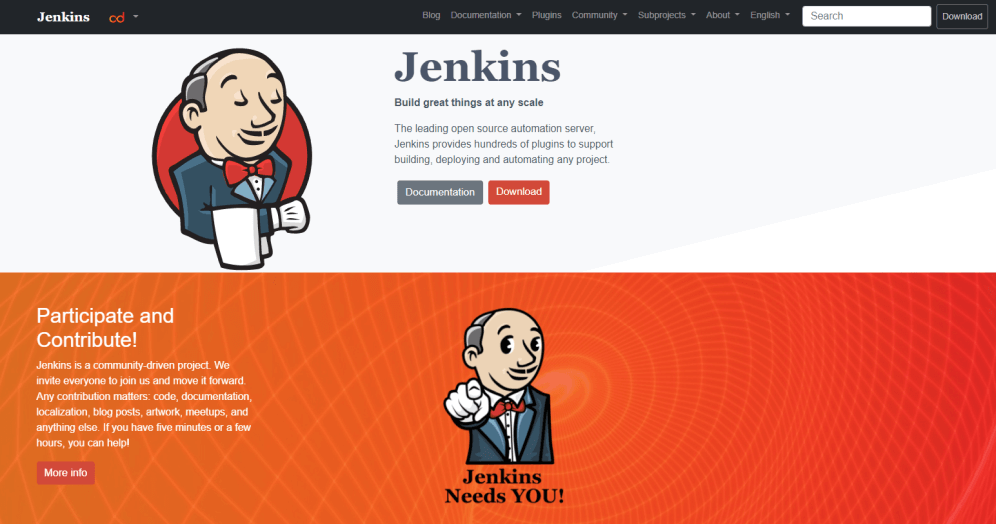 Jenkins cd Blog Documentation Plugins Community Subprojects About English Search Download
Jenkins
Build great things at any scale
The leading open source automation server,
Jenkins provides hundreds of plugins to support
building, deploying and automating any project.
Documentation Download
Participate and
Contribute!
Jenkins is a community-driven project. We
invite everyone to join us and move it forward.
Any contribution matters: code, documentation,
localization, blog posts, artwork, meetups, and
anything else. If you have five minutes or a few
hours, you can help!
More info
Jenkins
Needs YOU!